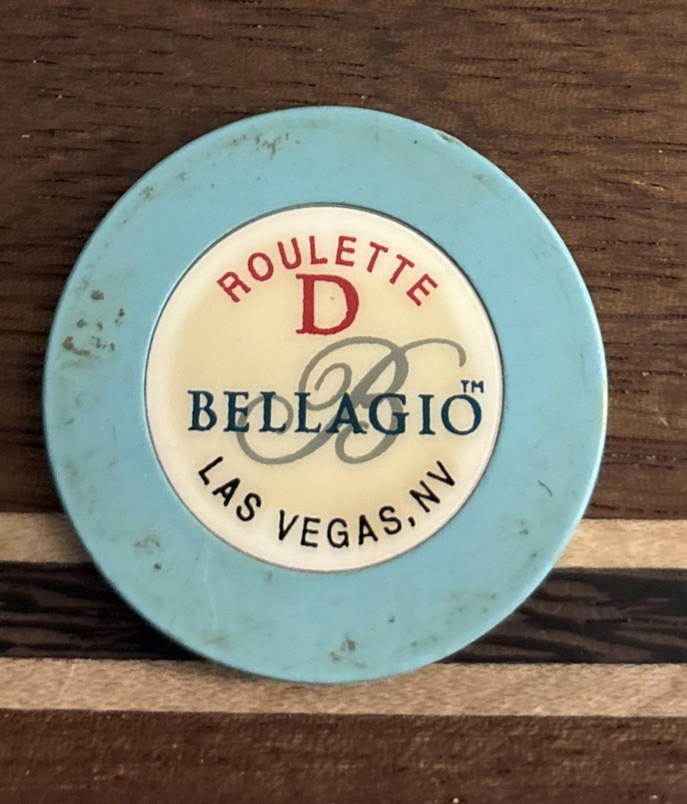 ROULETTE
D
B
BELLAGIO™
LAS VEGAS, NV